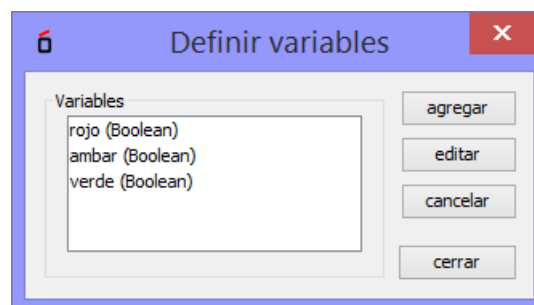 Definir variables
Variables
rojo (Boolean)
ambar (Boolean)
verde (Boolean)
agregar
editar
cancelar
cerrar